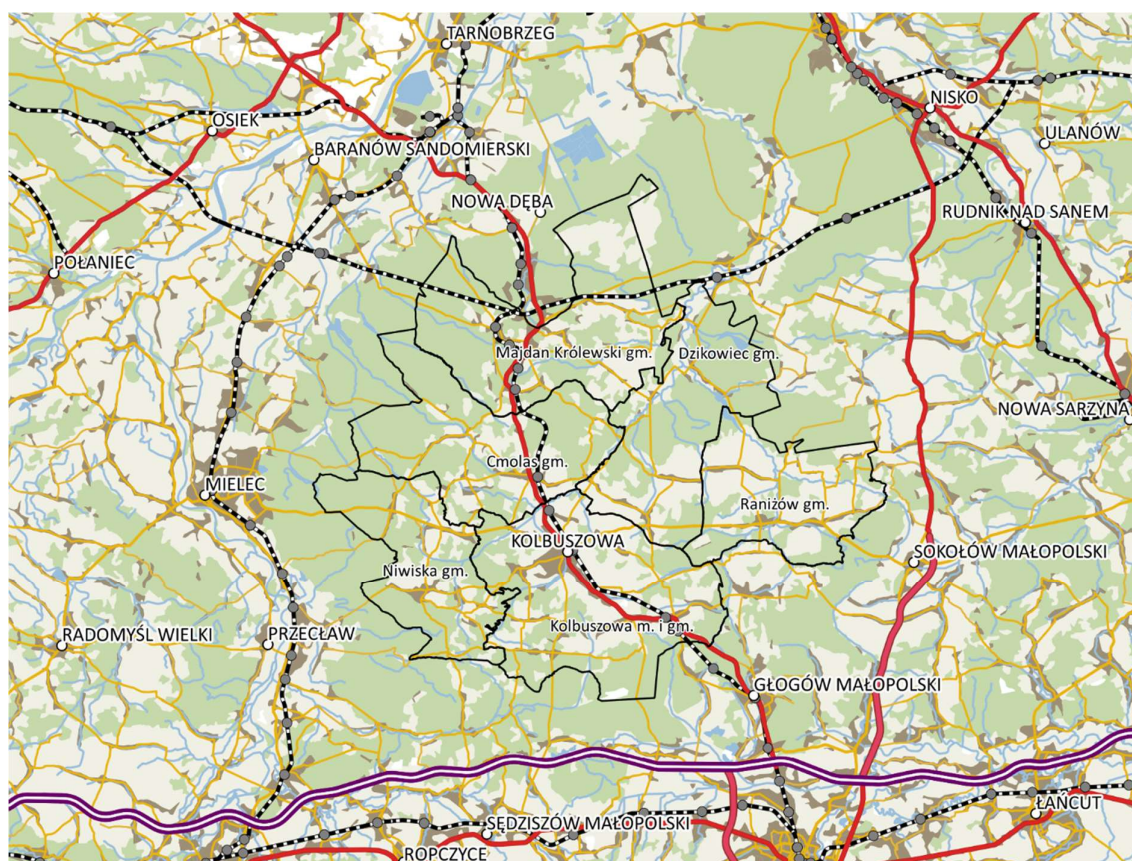 TARNOBRZEG
OSIEK
NISKO
ULANÓW
BARANÓW SANDOMIERSKI
NOWA DĘBA
RUDNIK NAD SANEM
POŁANIEC
Majdan Królewski gm.
Dzikowiec gm.
NOWA SARZYNA
Cmolas gm.
MIELEC
Raniżów gm.
KOLBUSZOWA
SOKOŁÓW MAŁOPOLSKI
Niwiska gm.
Kolbuszowa m. i gm.
RADOMYŚL WIELKI
PRZECŁAW
GŁOGÓW MAŁOPOLSKI
ŁAŃCUT
SĘDZISZÓW MAŁOPOLSKI
ROPCZYCE